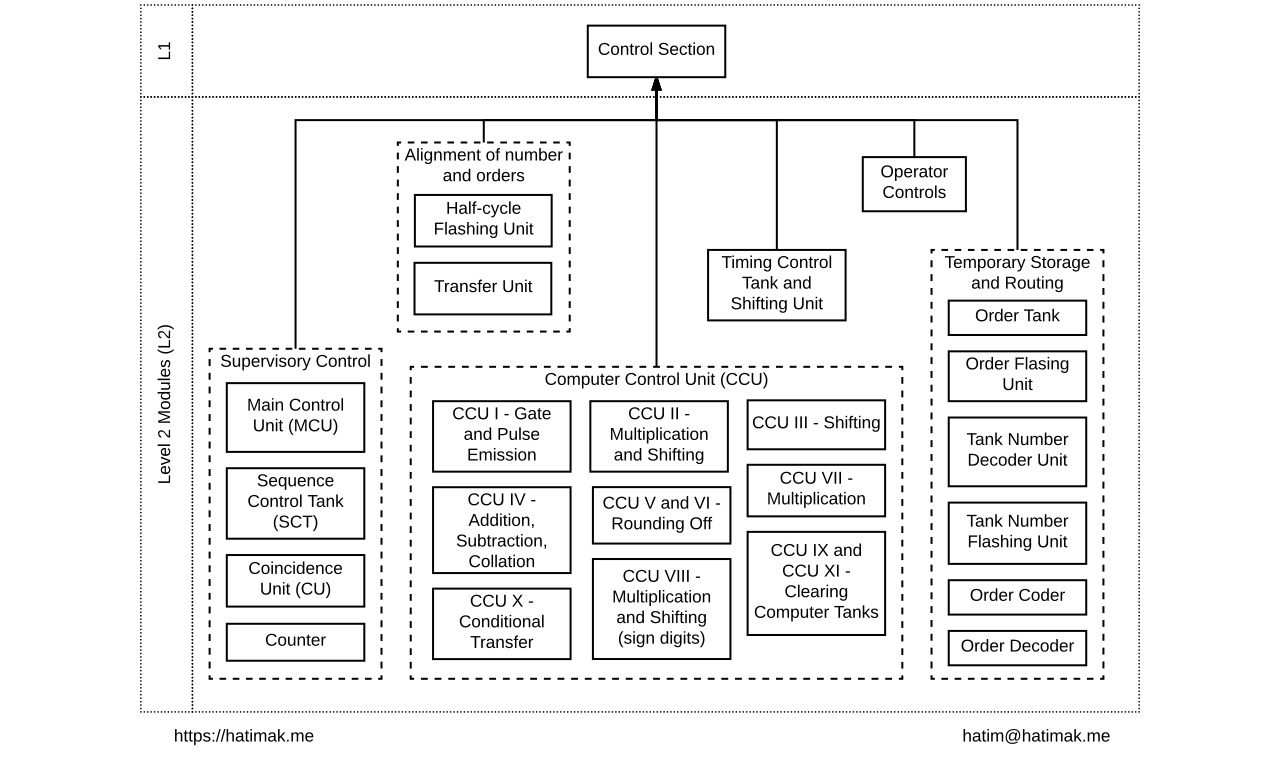 L1
Control Section
Level 2 Modules (L2)
Alignment of number
and orders
Half-cycle
Flashing Unit
Transfer Unit
Operator
Controls
Timing Control
Tank and
Shifting Unit
Temporary Storage
and Routing
Order Tank
Order Flasing
Unit
Tank Number
Decoder Unit
Tank Number
Flashing Unit
Order Coder
Order Decoder
Supervisory Control
Main Control
Unit (MCU)
Sequence
Control Tank
(SCT)
Coincidence
Unit (CU)
Counter
Computer Control Unit (CCU)
CCU I - Gate
and Pulse
Emission
CCU II -
Multiplication
and Shifting
CCU III - Shifting
CCU IV -
Addition,
Subtraction,
Collation
CCU V and VI -
Rounding Off
CCU VII -
Multiplication
CCU X -
Conditional
Transfer
CCU VIII -
Multiplication
and Shifting
(sign digits)
CCU IX and
CCU XI -
Clearing
Computer Tanks
https://hatimak.me
hatim@hatimak.me